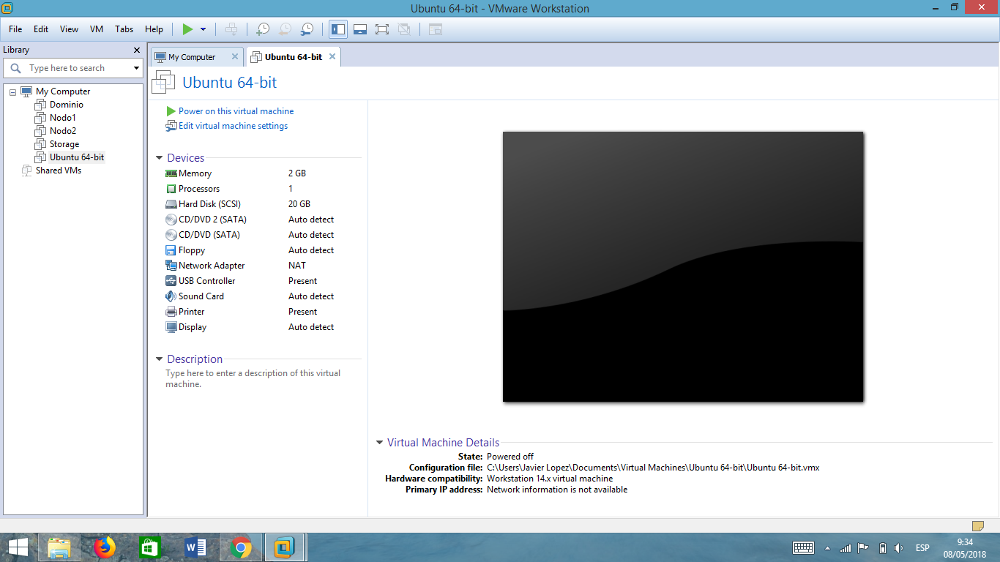 Ubuntu 64-bit - VMware Workstation
File Edit View VM Tabs Help
Library
Type here to search
My Computer
Dominio
Nodo1
Nodo2
Storage
Ubuntu 64-bit
Shared VMs
My Computer
Ubuntu 64-bit
Ubuntu 64-bit
Power on this virtual machine
Edit virtual machine settings
Devices
Memory 2 GB
Processors 1
Hard Disk (SCSI) 20 GB
CD/DVD 2 (SATA) Auto detect
CD/DVD (SATA) Auto detect
Floppy Auto detect
Network Adapter NAT
USB Controller Present
Sound Card Auto detect
Printer Present
Display Auto detect
Description
Type here to enter a description of this virtual
machine.
Virtual Machine Details
State: Powered off
Configuration file: C:\Users\Javier Lopez\Documents\Virtual Machines\Ubuntu 64-bit\Ubuntu 64-bit.vmx
Hardware compatibility: Workstation 14.x virtual machine
Primary IP address: Network information is not available
ESP
9:34
08/05/2018